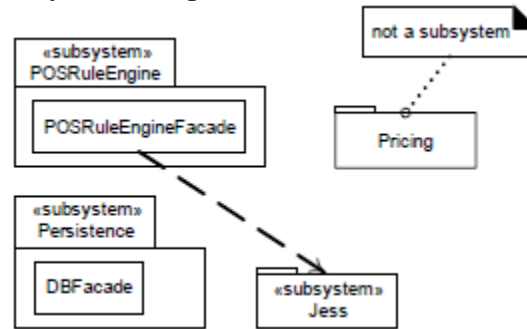 «subsystem»
POSRuleEngine
POSRuleEngineFacade
not a subsystem
Pricing
«subsystem»
Persistence
DBFacade
«subsystem»
Jess